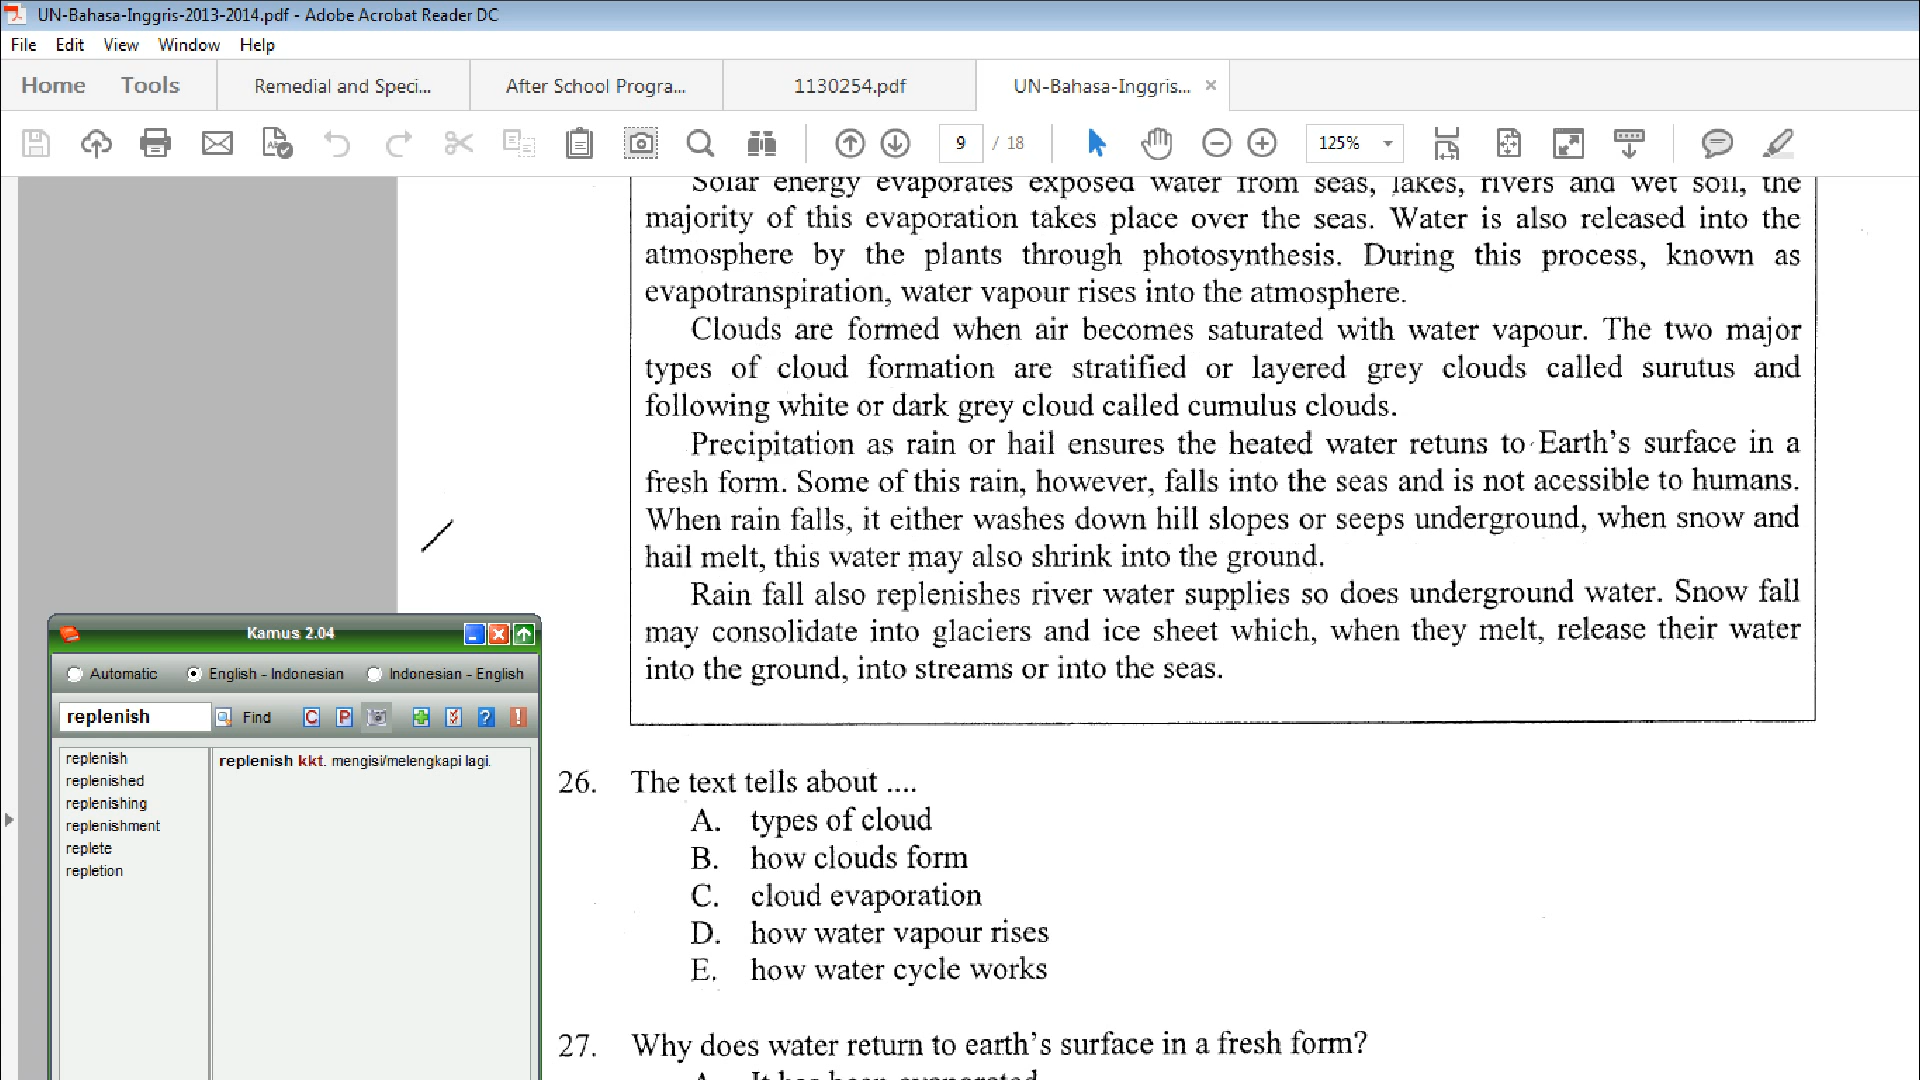 UN-Bahasa-Inggris-2013-2014.pdf - Adobe Acrobat Reader DC
File Edit View Window Help
Home Tools Remedial and Speci... After School Progra... 1130254.pdf UN-Bahasa-Inggris... ×
9 / 18 125%
Solar energy evaporates exposed water from seas, lakes, rivers and wet soil, the
majority of this evaporation takes place over the seas. Water is also released into the
atmosphere by the plants through photosynthesis. During this process, known as
evapotranspiration, water vapour rises into the atmosphere.
Clouds are formed when air becomes saturated with water vapour. The two major
types of cloud formation are stratified or layered grey clouds called surutus and
following white or dark grey cloud called cumulus clouds.
Precipitation as rain or hail ensures the heated water retuns to Earth's surface in a
fresh form. Some of this rain, however, falls into the seas and is not acessible to humans.
When rain falls, it either washes down hill slopes or seeps underground, when snow and
hail melt, this water may also shrink into the ground.
Rain fall also replenishes river water supplies so does underground water. Snow fall
may consolidate into glaciers and ice sheet which, when they melt, release their water
into the ground, into streams or into the seas.
Kamus 2.04
Automatic English - Indonesian Indonesian - English
replenish Find C P ? !
replenish
replenished
replenishing
replenishment
replete
repletion
replenish kkt. mengisi/melengkapi lagi.
26. The text tells about ....
A. types of cloud
B. how clouds form
C. cloud evaporation
D. how water vapour rises
E. how water cycle works
27. Why does water return to earth's surface in a fresh form?
A. It has been evaporated